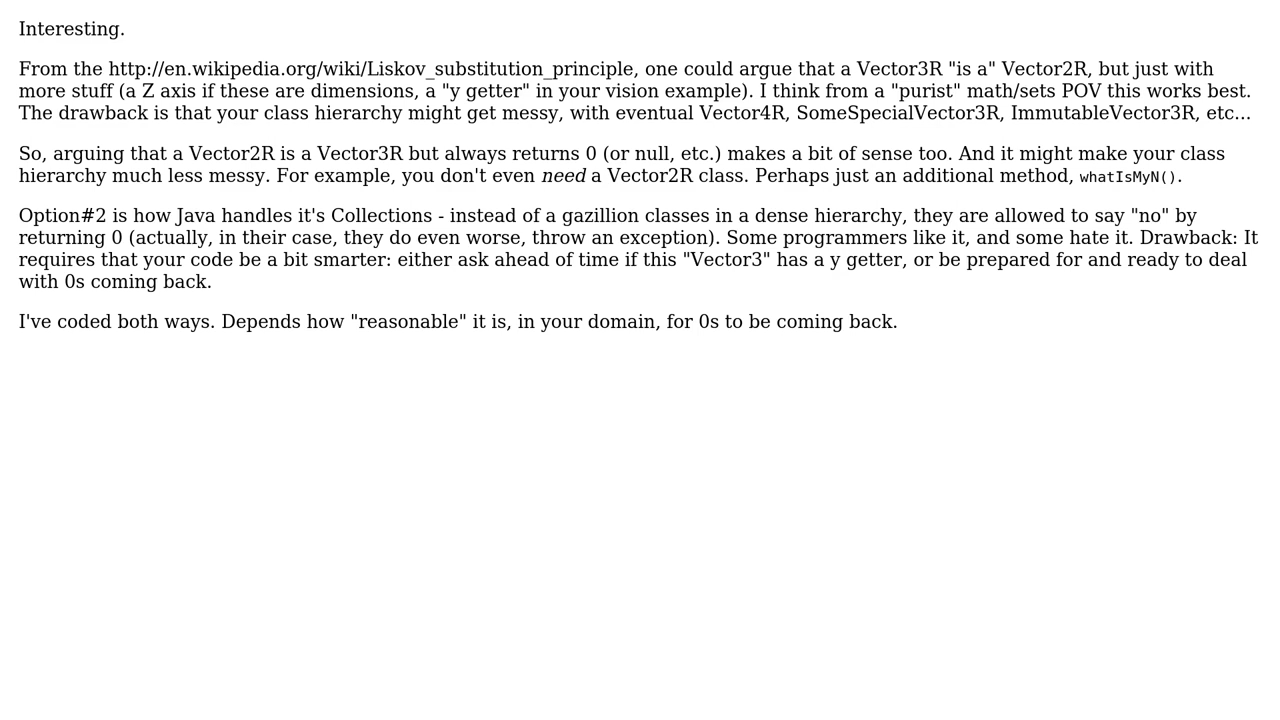 Interesting.
From the http://en.wikipedia.org/wiki/Liskov_substitution_principle, one could argue that a Vector3R "is a" Vector2R, but just with
more stuff (a Z axis if these are dimensions, a "y getter" in your vision example). I think from a "purist" math/sets POV this works best.
The drawback is that your class hierarchy might get messy, with eventual Vector4R, SomeSpecialVector3R, ImmutableVector3R, etc...
So, arguing that a Vector2R is a Vector3R but always returns 0 (or null, etc.) makes a bit of sense too. And it might make your class
hierarchy much less messy. For example, you don't even need a Vector2R class. Perhaps just an additional method, whatIsMyN().
Option#2 is how Java handles it's Collections - instead of a gazillion classes in a dense hierarchy, they are allowed to say "no" by
returning 0 (actually, in their case, they do even worse, throw an exception). Some programmers like it, and some hate it. Drawback: It
requires that your code be a bit smarter: either ask ahead of time if this "Vector3" has a y getter, or be prepared for and ready to deal
with 0s coming back.
I've coded both ways. Depends how "reasonable" it is, in your domain, for 0s to be coming back.